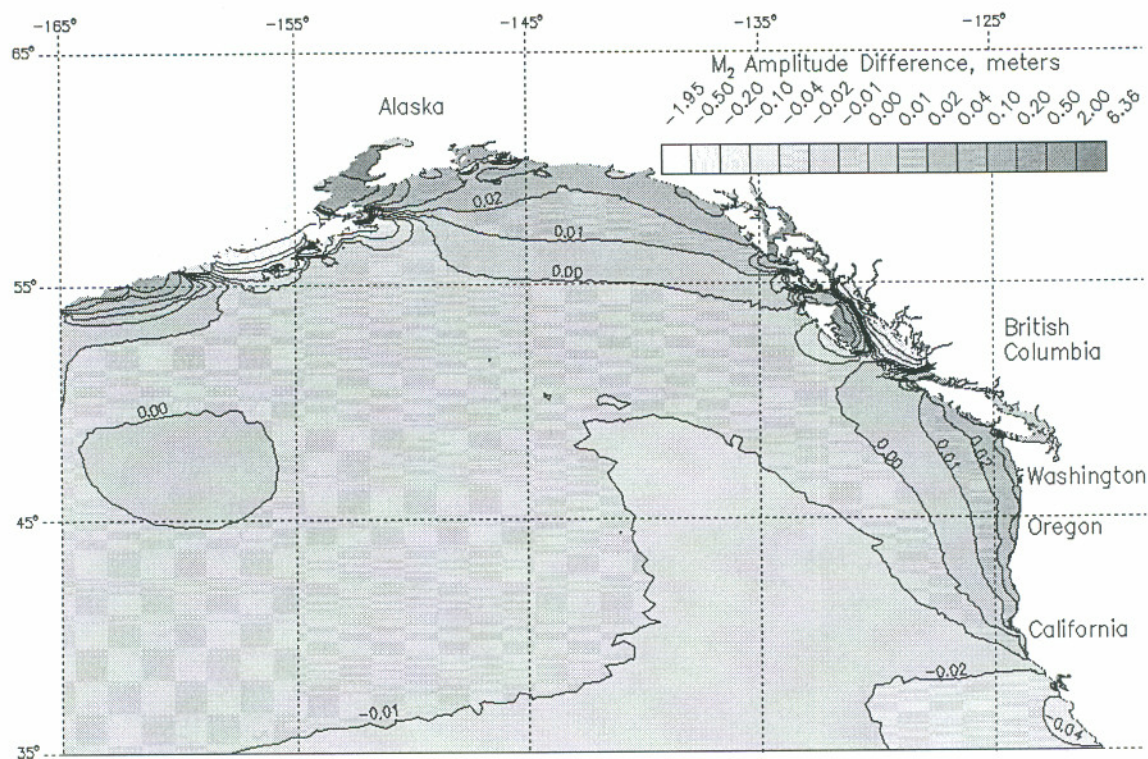 -165° -155° -145° -135° -125°
65°
M₂ Amplitude Difference, meters
-1.95 -0.50 -0.20 -0.10 -0.04 -0.02 -0.01 0.00 0.01 0.02 0.04 0.10 0.20 0.50 2.00 6.36
Alaska
0.02
0.01
0.00
55°
British
Columbia
0.00
0.00
0.01
0.02
Washington
45°
Oregon
California
-0.02
-0.01
-0.04
35°